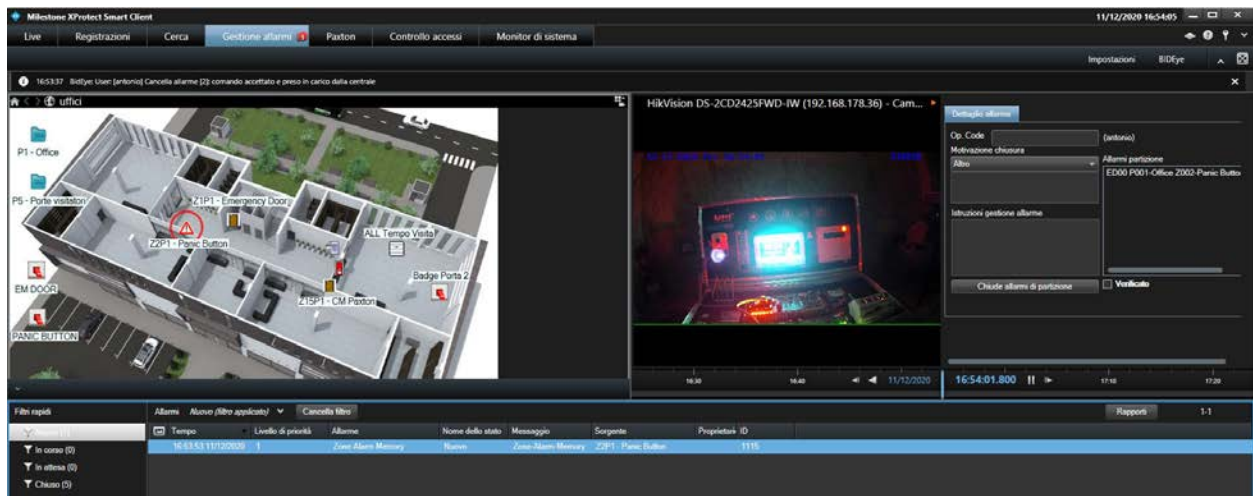 Milestone XProtect Smart Client
11/12/2020 16:54:05
Live Registrazioni Cerca Gestione allarmi Paxton Controllo accessi Monitor di sistema
Impostazioni BIDEye
16:53:37 BidEye: User: [antonio] Cancella allarme [2]: comando accettato e preso in carico dalla centrale
uffici
P1 - Office
P5 - Porte visitatori
Z1P1 - Emergency Door
Z2P1 - Panic Button
ALL Tempo Visita
Badge Porta 2
EM DOOR
Z15P1 - CM Paxton
PANIC BUTTON
HikVision DS-2CD2425FWD-IW (192.168.178.36) - Cam...
16:30 16:40 11/12/2020 16:54:01.800 17:10 17:20
Dettaglio allarme
Op. Code (antonio)
Motivazione chiusura
Altro
Allarmi partizione
ED00 P001-Office Z002-Panic Button
Istruzioni gestione allarme
Chiude allarmi di partizione
Verificato
Filtri rapidi
Allarmi Nuovo (filtro applicato) Cancella filtro Rapporti 1-1
In corso (0)
In attesa (0)
Chiuso (5)
Tempo Livello di priorità Allarme Nome dello stato Messaggio Sorgente Proprietari ID
16:53:53 11/12/2020 1 Zone Alarm Memory Nuovo Zone-Alarm Memory Z2P1 - Panic Button 1115